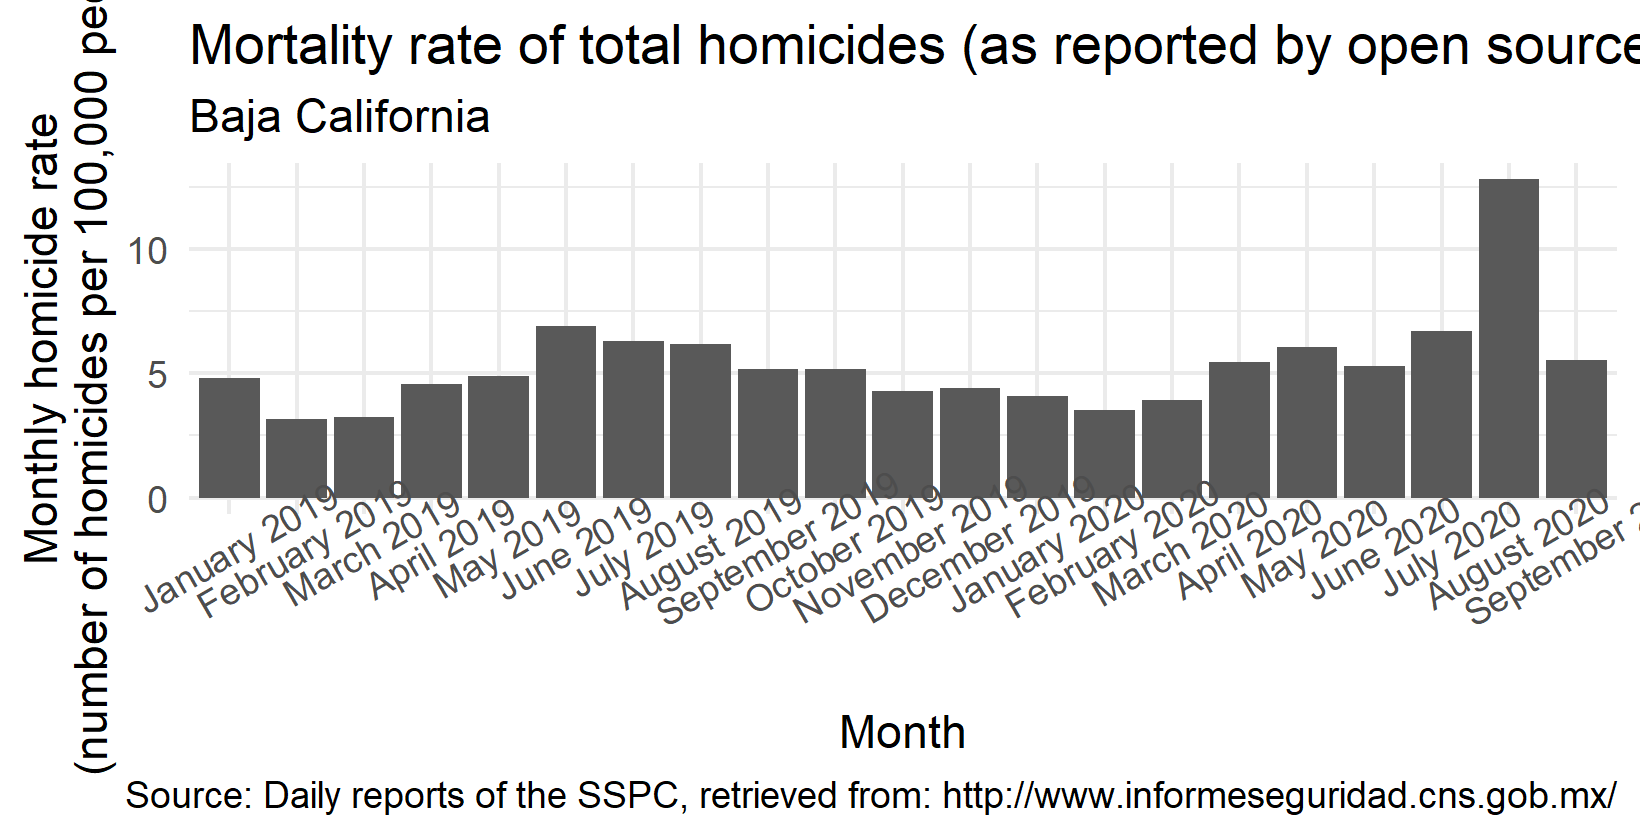 Mortality rate of total homicides (as reported by open source
Baja California
Monthly homicide rate
(number of homicides per 100,000
10
5
0
January 2019
February 2019
March 2019
April 2019
May 2019
June 2019
July 2019
August 2019
September 2019
October 2019
November 2019
December 2019
January 2020
February 2020
March 2020
April 2020
May 2020
June 2020
July 2020
August 2020
September
Month
Source: Daily reports of the SSPC, retrieved from: http://www.informeseguridad.cns.gob.mx/